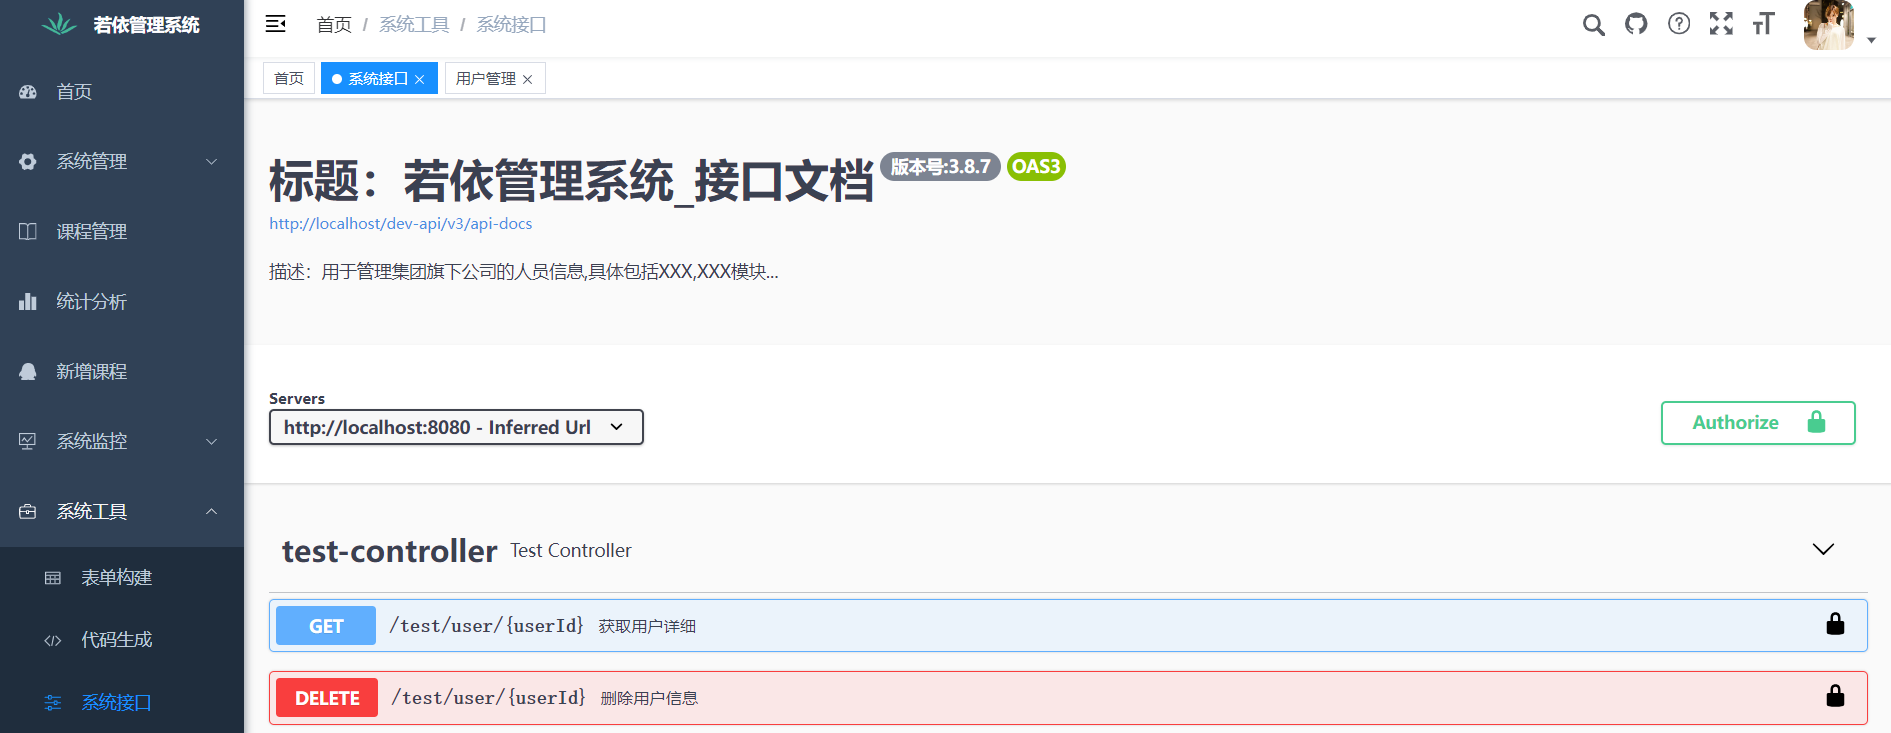 若依管理系统
首页 / 系统工具 / 系统接口
首页
系统接口
用户管理
首页
系统管理
课程管理
统计分析
新增课程
系统监控
系统工具
表单构建
代码生成
系统接口
标题：若依管理系统_接口文档 版本号:3.8.7 OAS3
http://localhost/dev-api/v3/api-docs
描述：用于管理集团旗下公司的人员信息,具体包括XXX,XXX模块...
Servers
http://localhost:8080 - Inferred Url
Authorize
test-controller Test Controller
GET /test/user/{userId} 获取用户详细
DELETE /test/user/{userId} 删除用户信息